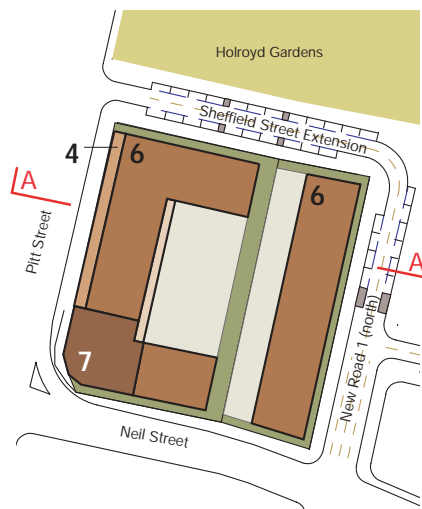 Holroyd Gardens
Sheffield Street Extension
4
6
6
A
A
Pitt Street
New Road 1 (north)
7
Neil Street